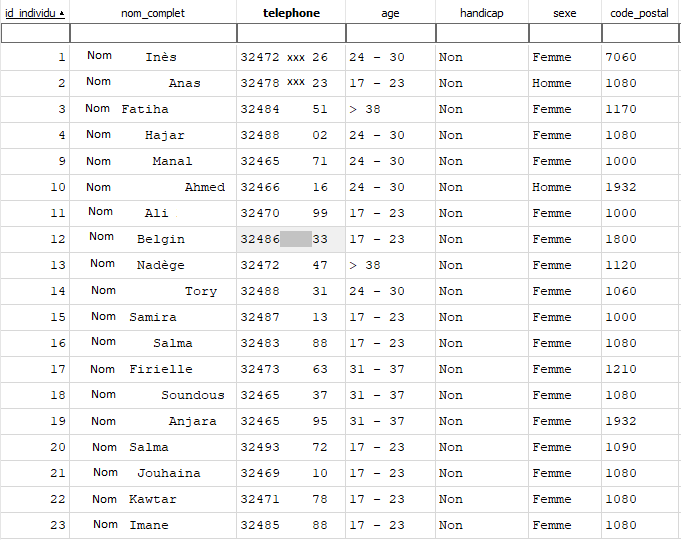 id_individu ▲ nom_complet telephone age handicap sexe code_postal
1 Nom Inès 32472 xxx 26 24 - 30 Non Femme 7060
2 Nom Anas 32478 xxx 23 17 - 23 Non Homme 1080
3 Nom Fatiha 32484 51 > 38 Non Femme 1170
4 Nom Hajar 32488 02 24 - 30 Non Femme 1080
9 Nom Manal 32465 71 24 - 30 Non Femme 1000
10 Nom Ahmed 32466 16 24 - 30 Non Homme 1932
11 Nom Ali 32470 99 17 - 23 Non Femme 1000
12 Nom Belgin 32486 33 17 - 23 Non Femme 1800
13 Nom Nadège 32472 47 > 38 Non Femme 1120
14 Nom Tory 32488 31 24 - 30 Non Femme 1060
15 Nom Samira 32487 13 17 - 23 Non Femme 1000
16 Nom Salma 32483 88 17 - 23 Non Femme 1080
17 Nom Firielle 32473 63 31 - 37 Non Femme 1210
18 Nom Soundous 32465 37 31 - 37 Non Femme 1080
19 Nom Anjara 32465 95 31 - 37 Non Femme 1932
20 Nom Salma 32493 72 17 - 23 Non Femme 1090
21 Nom Jouhaina 32469 10 17 - 23 Non Femme 1080
22 Nom Kawtar 32471 78 17 - 23 Non Femme 1080
23 Nom Imane 32485 88 17 - 23 Non Femme 1080